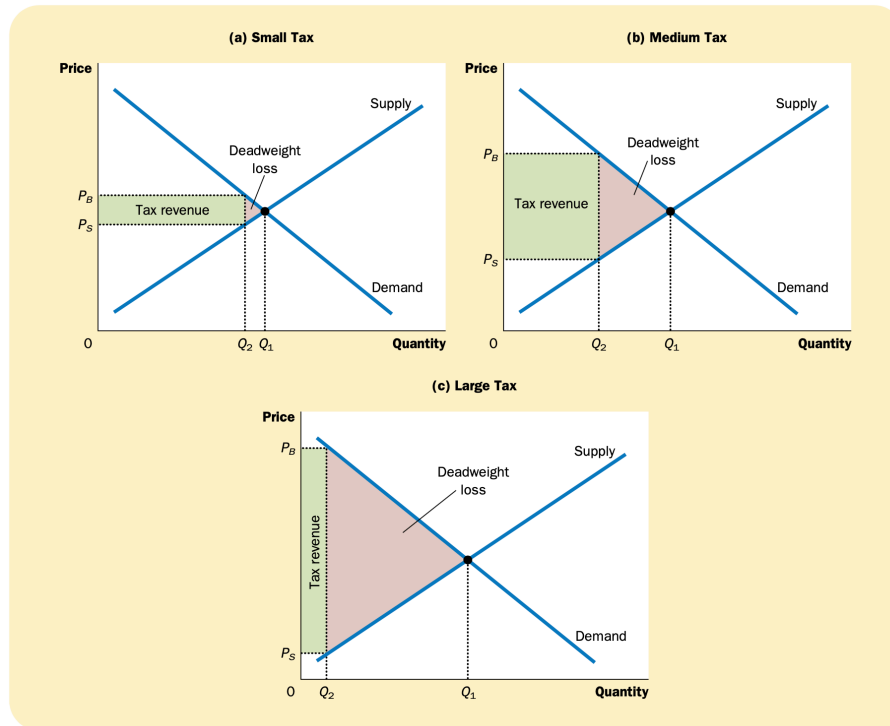 (a) Small Tax
Price
Supply
Deadweight
loss
P_B
Tax revenue
P_S
Demand
0
Q_2 Q_1
Quantity
(b) Medium Tax
Price
Supply
Deadweight
loss
P_B
Tax revenue
P_S
Demand
0
Q_2
Q_1
Quantity
(c) Large Tax
Price
P_B
Supply
Deadweight
loss
Tax revenue
Demand
P_S
0
Q_2
Q_1
Quantity